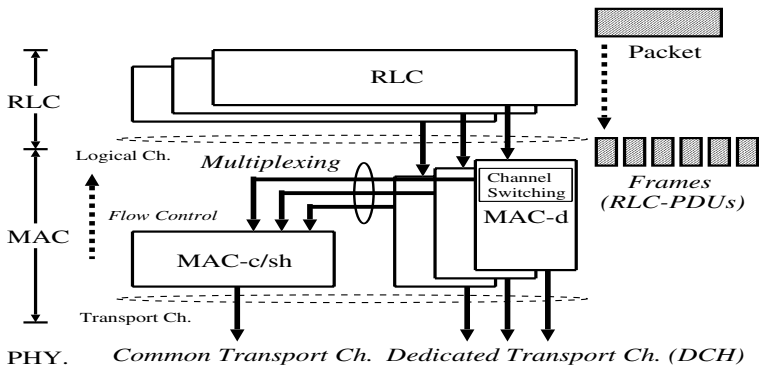 Packet
RLC
RLC
Logical Ch.
Multiplexing
Channel
Switching
MAC-d
Frames
(RLC-PDUs)
Flow Control
MAC
MAC-c/sh
Transport Ch.
PHY.
Common Transport Ch.
Dedicated Transport Ch. (DCH)